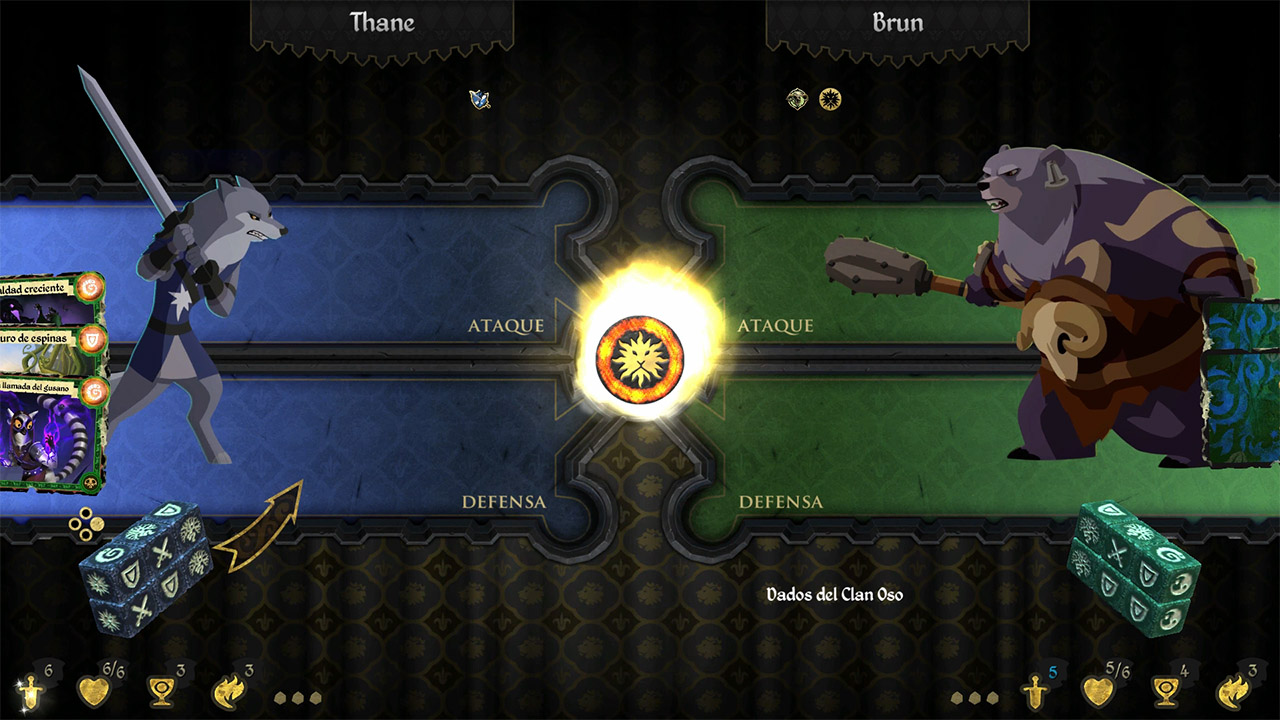 Thane
Brun
ATAQUE
ATAQUE
aldad creciente
uro de espinas
llamada del gusano
DEFENSA
DEFENSA
Dados del Clan Oso
6
6/6
3
3
5
5/6
4
3